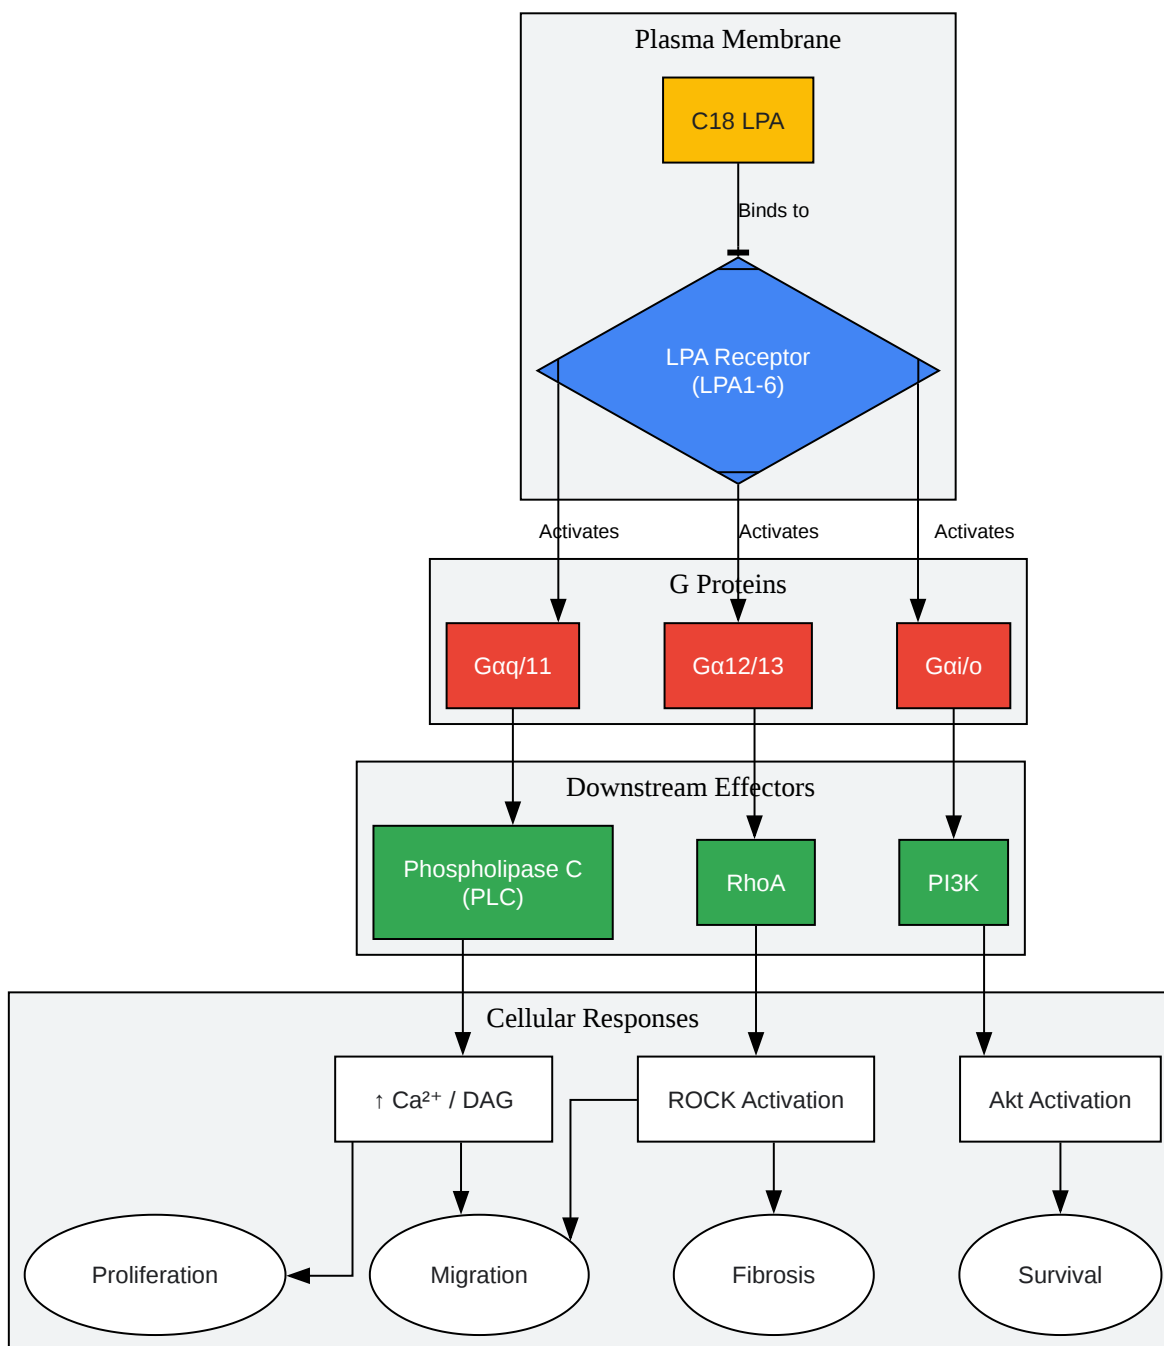 Plasma Membrane
C18 LPA
Binds to
LPA Receptor
(LPA1-6)
Activates
Activates
Activates
G Proteins
Gαq/11
Gα12/13
Gαi/o
Downstream Effectors
Phospholipase C
(PLC)
RhoA
PI3K
Cellular Responses
↑ Ca²⁺ / DAG
ROCK Activation
Akt Activation
Proliferation
Migration
Fibrosis
Survival